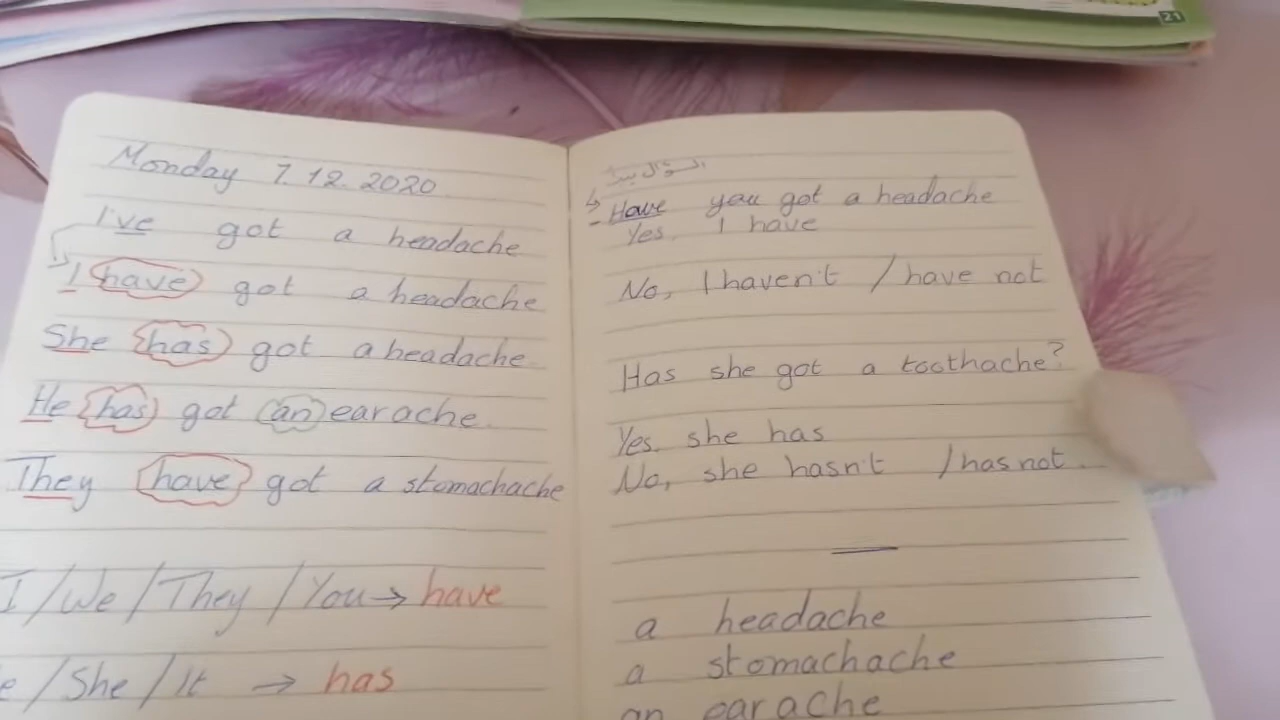 21
Monday 7.12.2020
I've got a headache
I have got a headache
She has got a headache
He has got an earache
They have got a stomachache
I / We / They / You → have
e / She / It → has
السؤال
Have you got a headache
Yes. I have
No, I haven't / have not
Has she got a toothache?
Yes. she has
No, she hasn't / has not
a headache
a stomachache
an earache